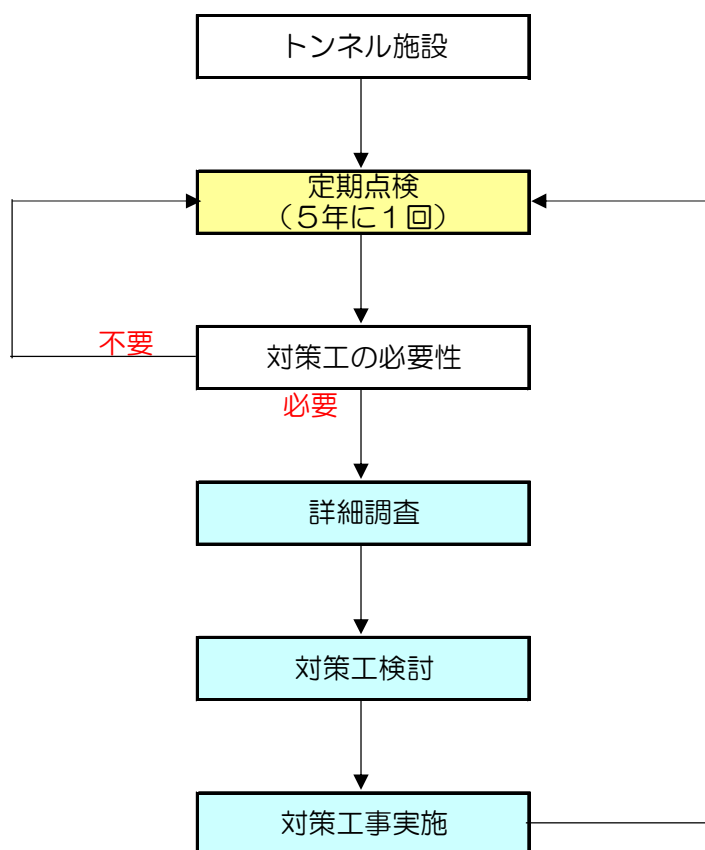 トンネル施設
定期点検
（５年に１回）
不要
対策工の必要性
必要
詳細調査
対策工検討
対策工事実施